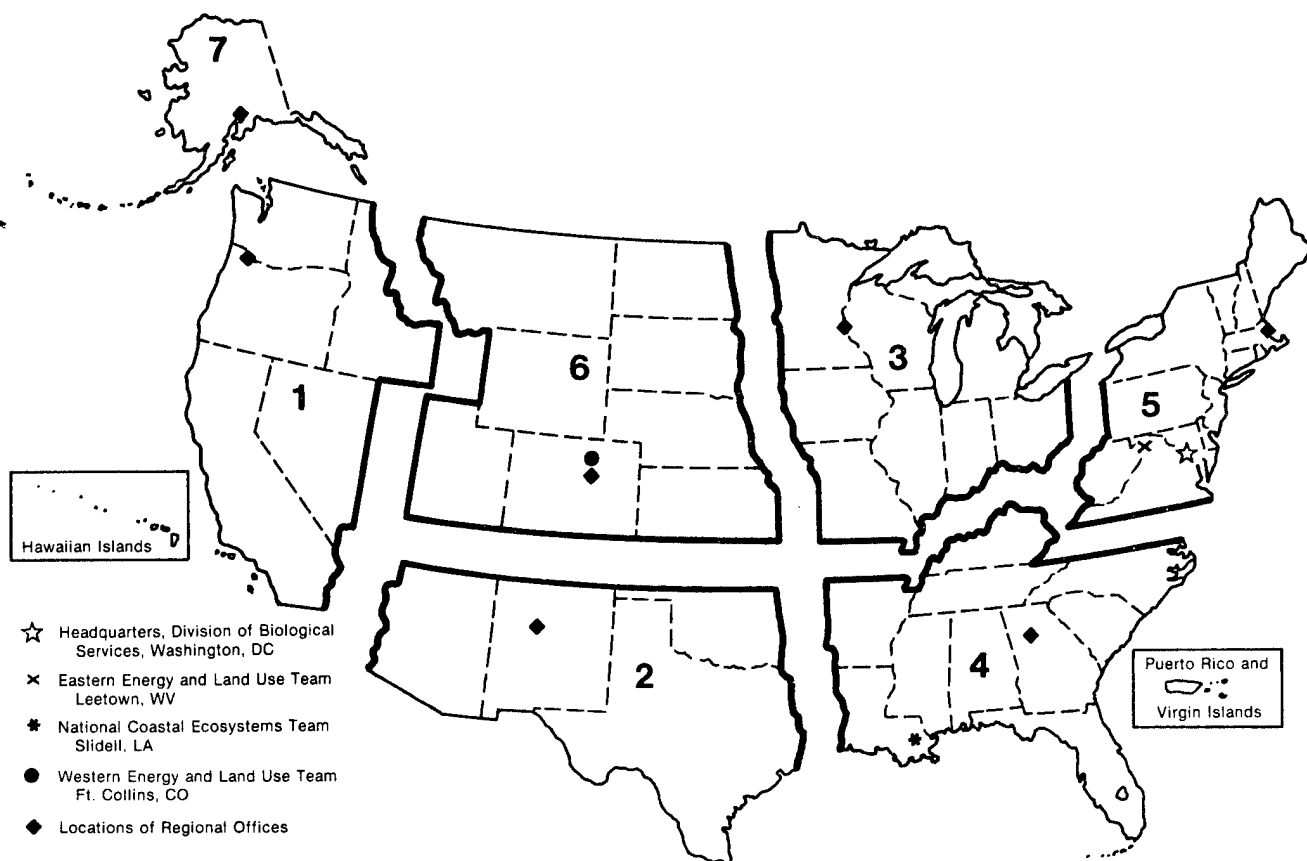 7
6
3
1
5
Hawaiian Islands
2
4
Puerto Rico and
Virgin Islands
Headquarters, Division of Biological
Services, Washington, DC
Eastern Energy and Land Use Team
Leetown, WV
National Coastal Ecosystems Team
Slidell, LA
Western Energy and Land Use Team
Ft. Collins, CO
Locations of Regional Offices